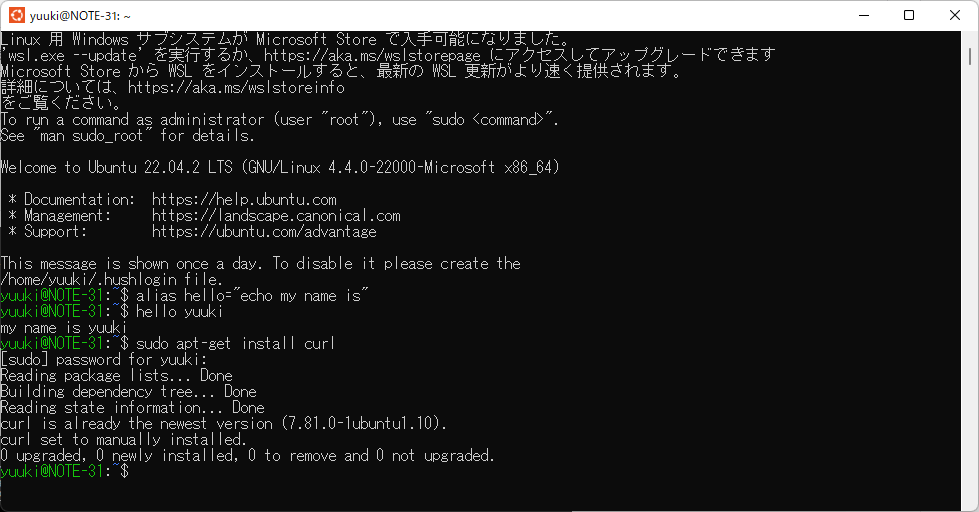 yuuki@NOTE-31: ~
Linux 用 Windows サブシステムが Microsoft Store で入手可能になりました。
'wsl.exe --update' を実行するか、https://aka.ms/wslstorepage にアクセスしてアップグレードできます
Microsoft Store から WSL をインストールすると、最新の WSL 更新がより速く提供されます。
詳細については、https://aka.ms/wslstoreinfo
をご覧ください。
To run a command as administrator (user "root"), use "sudo <command>".
See "man sudo_root" for details.
Welcome to Ubuntu 22.04.2 LTS (GNU/Linux 4.4.0-22000-Microsoft x86_64)
* Documentation:  https://help.ubuntu.com
* Management:     https://landscape.canonical.com
* Support:        https://ubuntu.com/advantage
This message is shown once a day. To disable it please create the
/home/yuuki/.hushlogin file.
yuuki@NOTE-31:~$ alias hello="echo my name is"
yuuki@NOTE-31:~$ hello yuuki
my name is yuuki
yuuki@NOTE-31:~$ sudo apt-get install curl
[sudo] password for yuuki:
Reading package lists... Done
Building dependency tree... Done
Reading state information... Done
curl is already the newest version (7.81.0-1ubuntu1.10).
curl set to manually installed.
0 upgraded, 0 newly installed, 0 to remove and 0 not upgraded.
yuuki@NOTE-31:~$